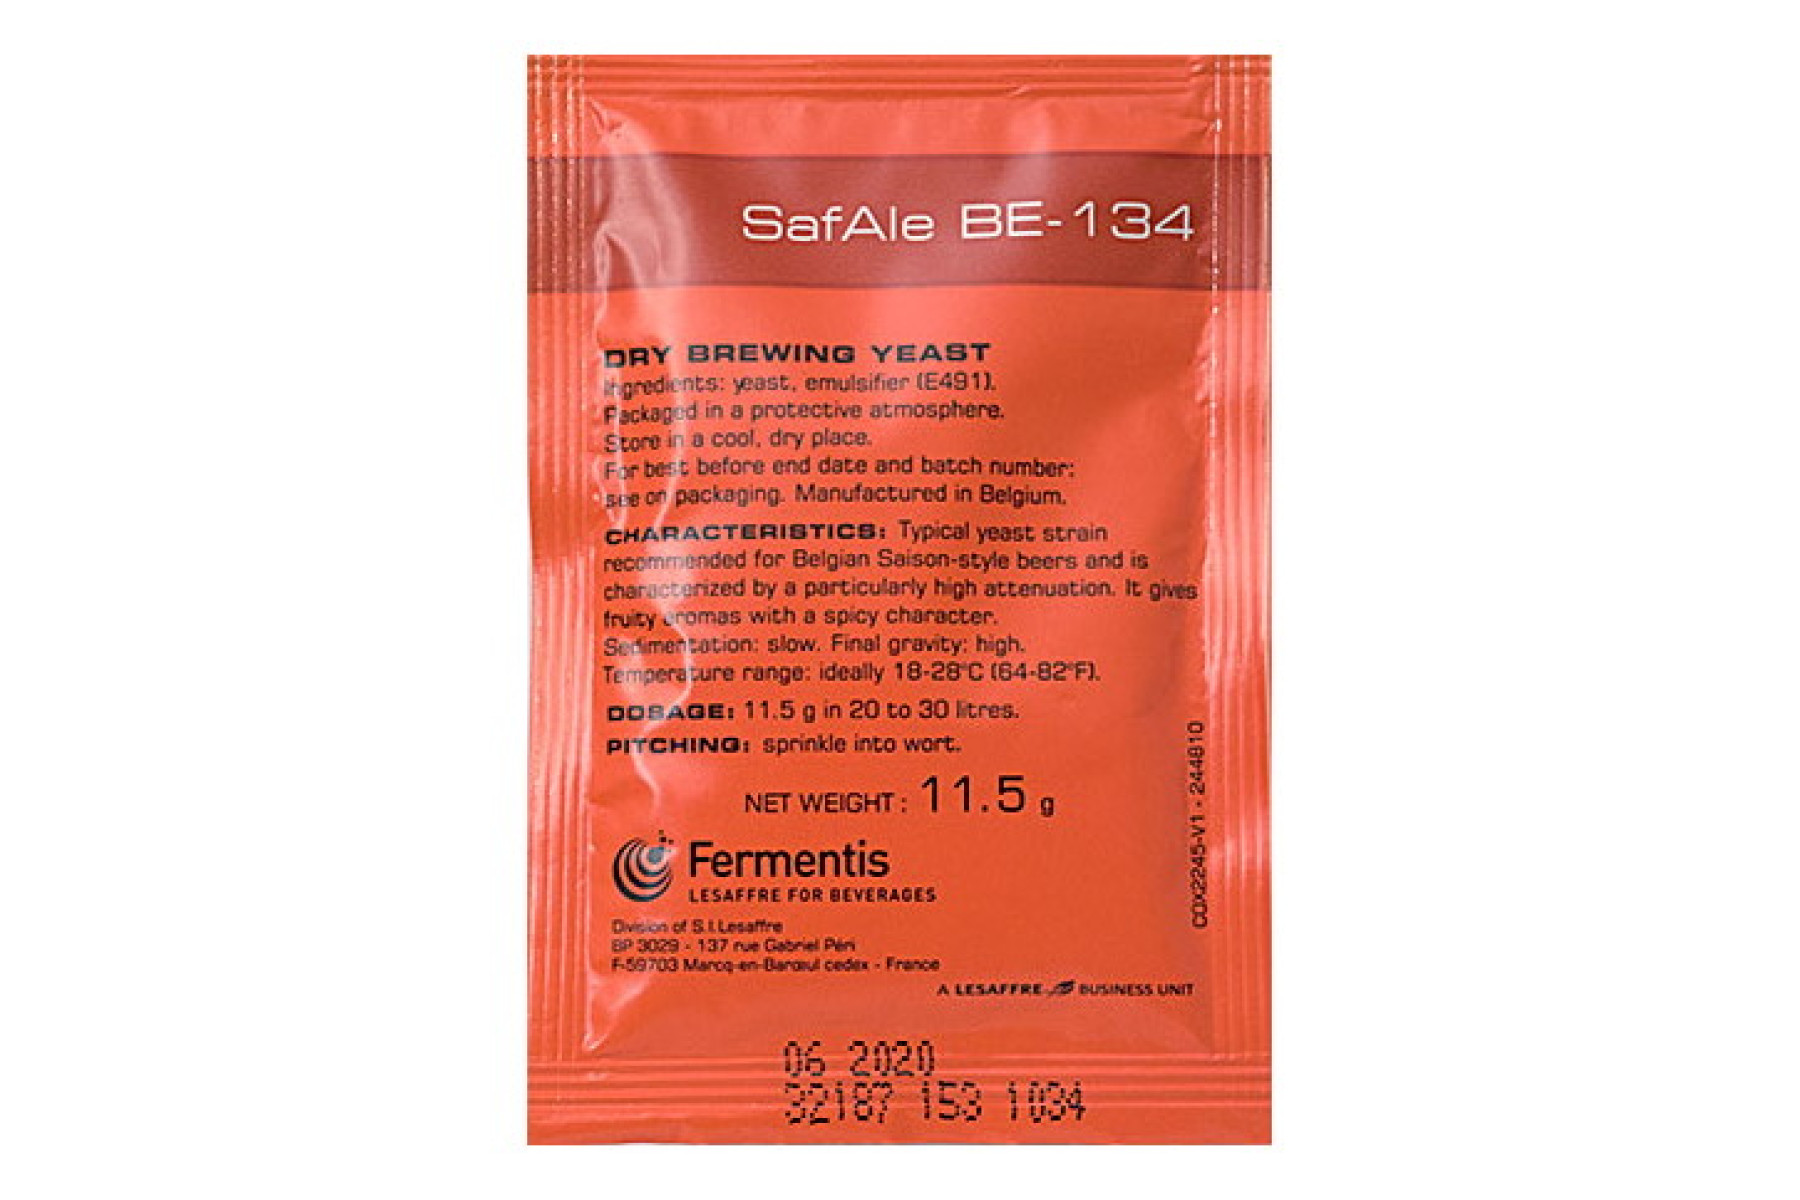 SafAle BE-134
DRY BREWING YEAST
Ingredients: yeast, emulsifier (E491).
Packaged in a protective atmosphere.
Store in a cool, dry place.
For best before end date and batch number:
see on packaging. Manufactured in Belgium.
CHARACTERISTICS: Typical yeast strain
recommended for Belgian Saison-style beers and is
characterized by a particularly high attenuation. It gives
fruity aromas with a spicy character.
Sedimentation: slow. Final gravity: high.
Temperature range: ideally 18-28°C (64-82°F).
DOSAGE: 11.5 g in 20 to 30 litres.
PITCHING: sprinkle into wort.
NET WEIGHT : 11.5 g
Fermentis
LESAFFRE FOR BEVERAGES
Division of S.I.Lesaffre
BP 3029 - 137 rue Gabriel Péri
F-59703 Marcq-en-Barœul cedex - France
A LESAFFRE BUSINESS UNIT
COX2245-V1 - 244810
06 2020
32187 153 1034